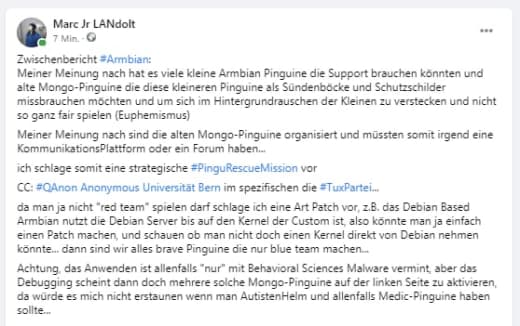 Marc Jr LANdolt
7 Min. ·
Zwischenbericht #Armbian:
Meiner Meinung nach hat es viele kleine Armbian Pinguine die Support brauchen könnten und
alte Mongo-Pinguine die diese kleineren Pinguine als Sündenböcke und Schutzschilder
missbrauchen möchten und um sich im Hintergrundrauschen der Kleinen zu verstecken und nicht
so ganz fair spielen (Euphemismus)
Meiner Meinung nach sind die alten Mongo-Pinguine organisiert und müssten somit irgend eine
KommunikationsPlattform oder ein Forum haben...
ich schlage somit eine strategische #PinguRescueMission vor
CC: #QAnon Anonymous Universität Bern im spezifischen die #TuxPartei...
da man ja nicht "red team" spielen darf schlage ich eine Art Patch vor, z.B. das Debian Based
Armbian nutzt die Debian Server bis auf den Kernel der Custom ist, also könnte man ja einfach
einen Patch machen, und schauen ob man nicht doch einen Kernel direkt von Debian nehmen
könnte... dann sind wir alles brave Pinguine die nur blue team machen...
Achtung, das Anwenden ist allenfalls "nur" mit Behavioral Sciences Malware vermint, aber das
Debugging scheint dann doch mehrere solche Mongo-Pinguine auf der linken Seite zu aktivieren,
da würde es mich nicht erstaunen wenn man AutistenHelm und allenfalls Medic-Pinguine haben
sollte...